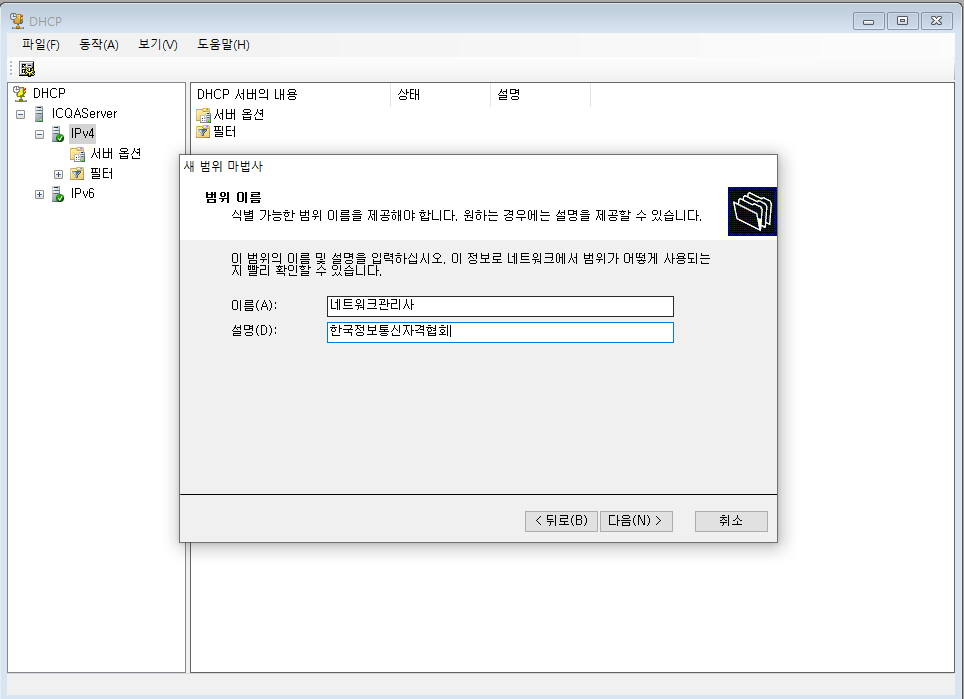 DHCP
파일(F) 동작(A) 보기(V) 도움말(H)
DHCP
ICQAServer
IPv4
서버 옵션
필터
IPv6
DHCP 서버의 내용 상태 설명
서버 옵션
필터
새 범위 마법사
범위 이름
식별 가능한 범위 이름을 제공해야 합니다. 원하는 경우에는 설명을 제공할 수 있습니다.
이 범위의 이름 및 설명을 입력하십시오. 이 정보로 네트워크에서 범위가 어떻게 사용되는
지 빨리 확인할 수 있습니다.
이름(A): 네트워크관리사
설명(D): 한국정보통신자격협회
< 뒤로(B) 다음(N) > 취소